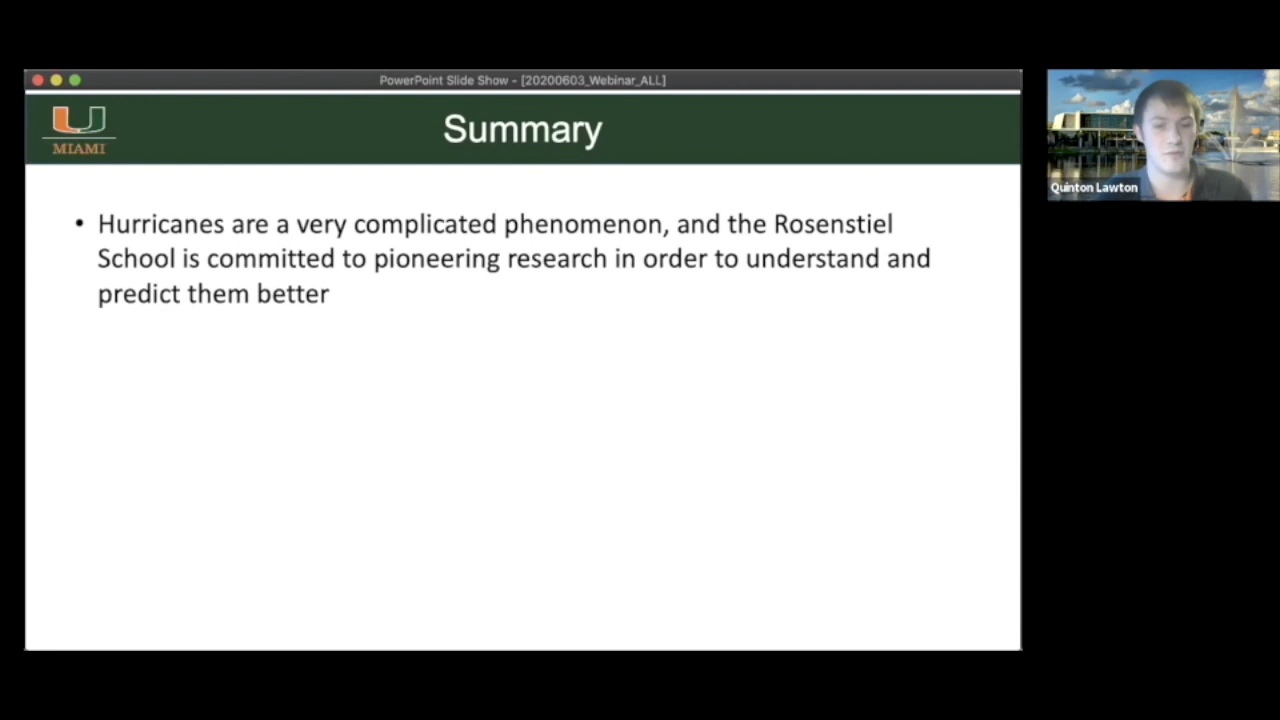 PowerPoint Slide Show - [20200603_Webinar_ALL]
U
MIAMI
Summary
• Hurricanes are a very complicated phenomenon, and the Rosenstiel
School is committed to pioneering research in order to understand and
predict them better
Quinton Lawton